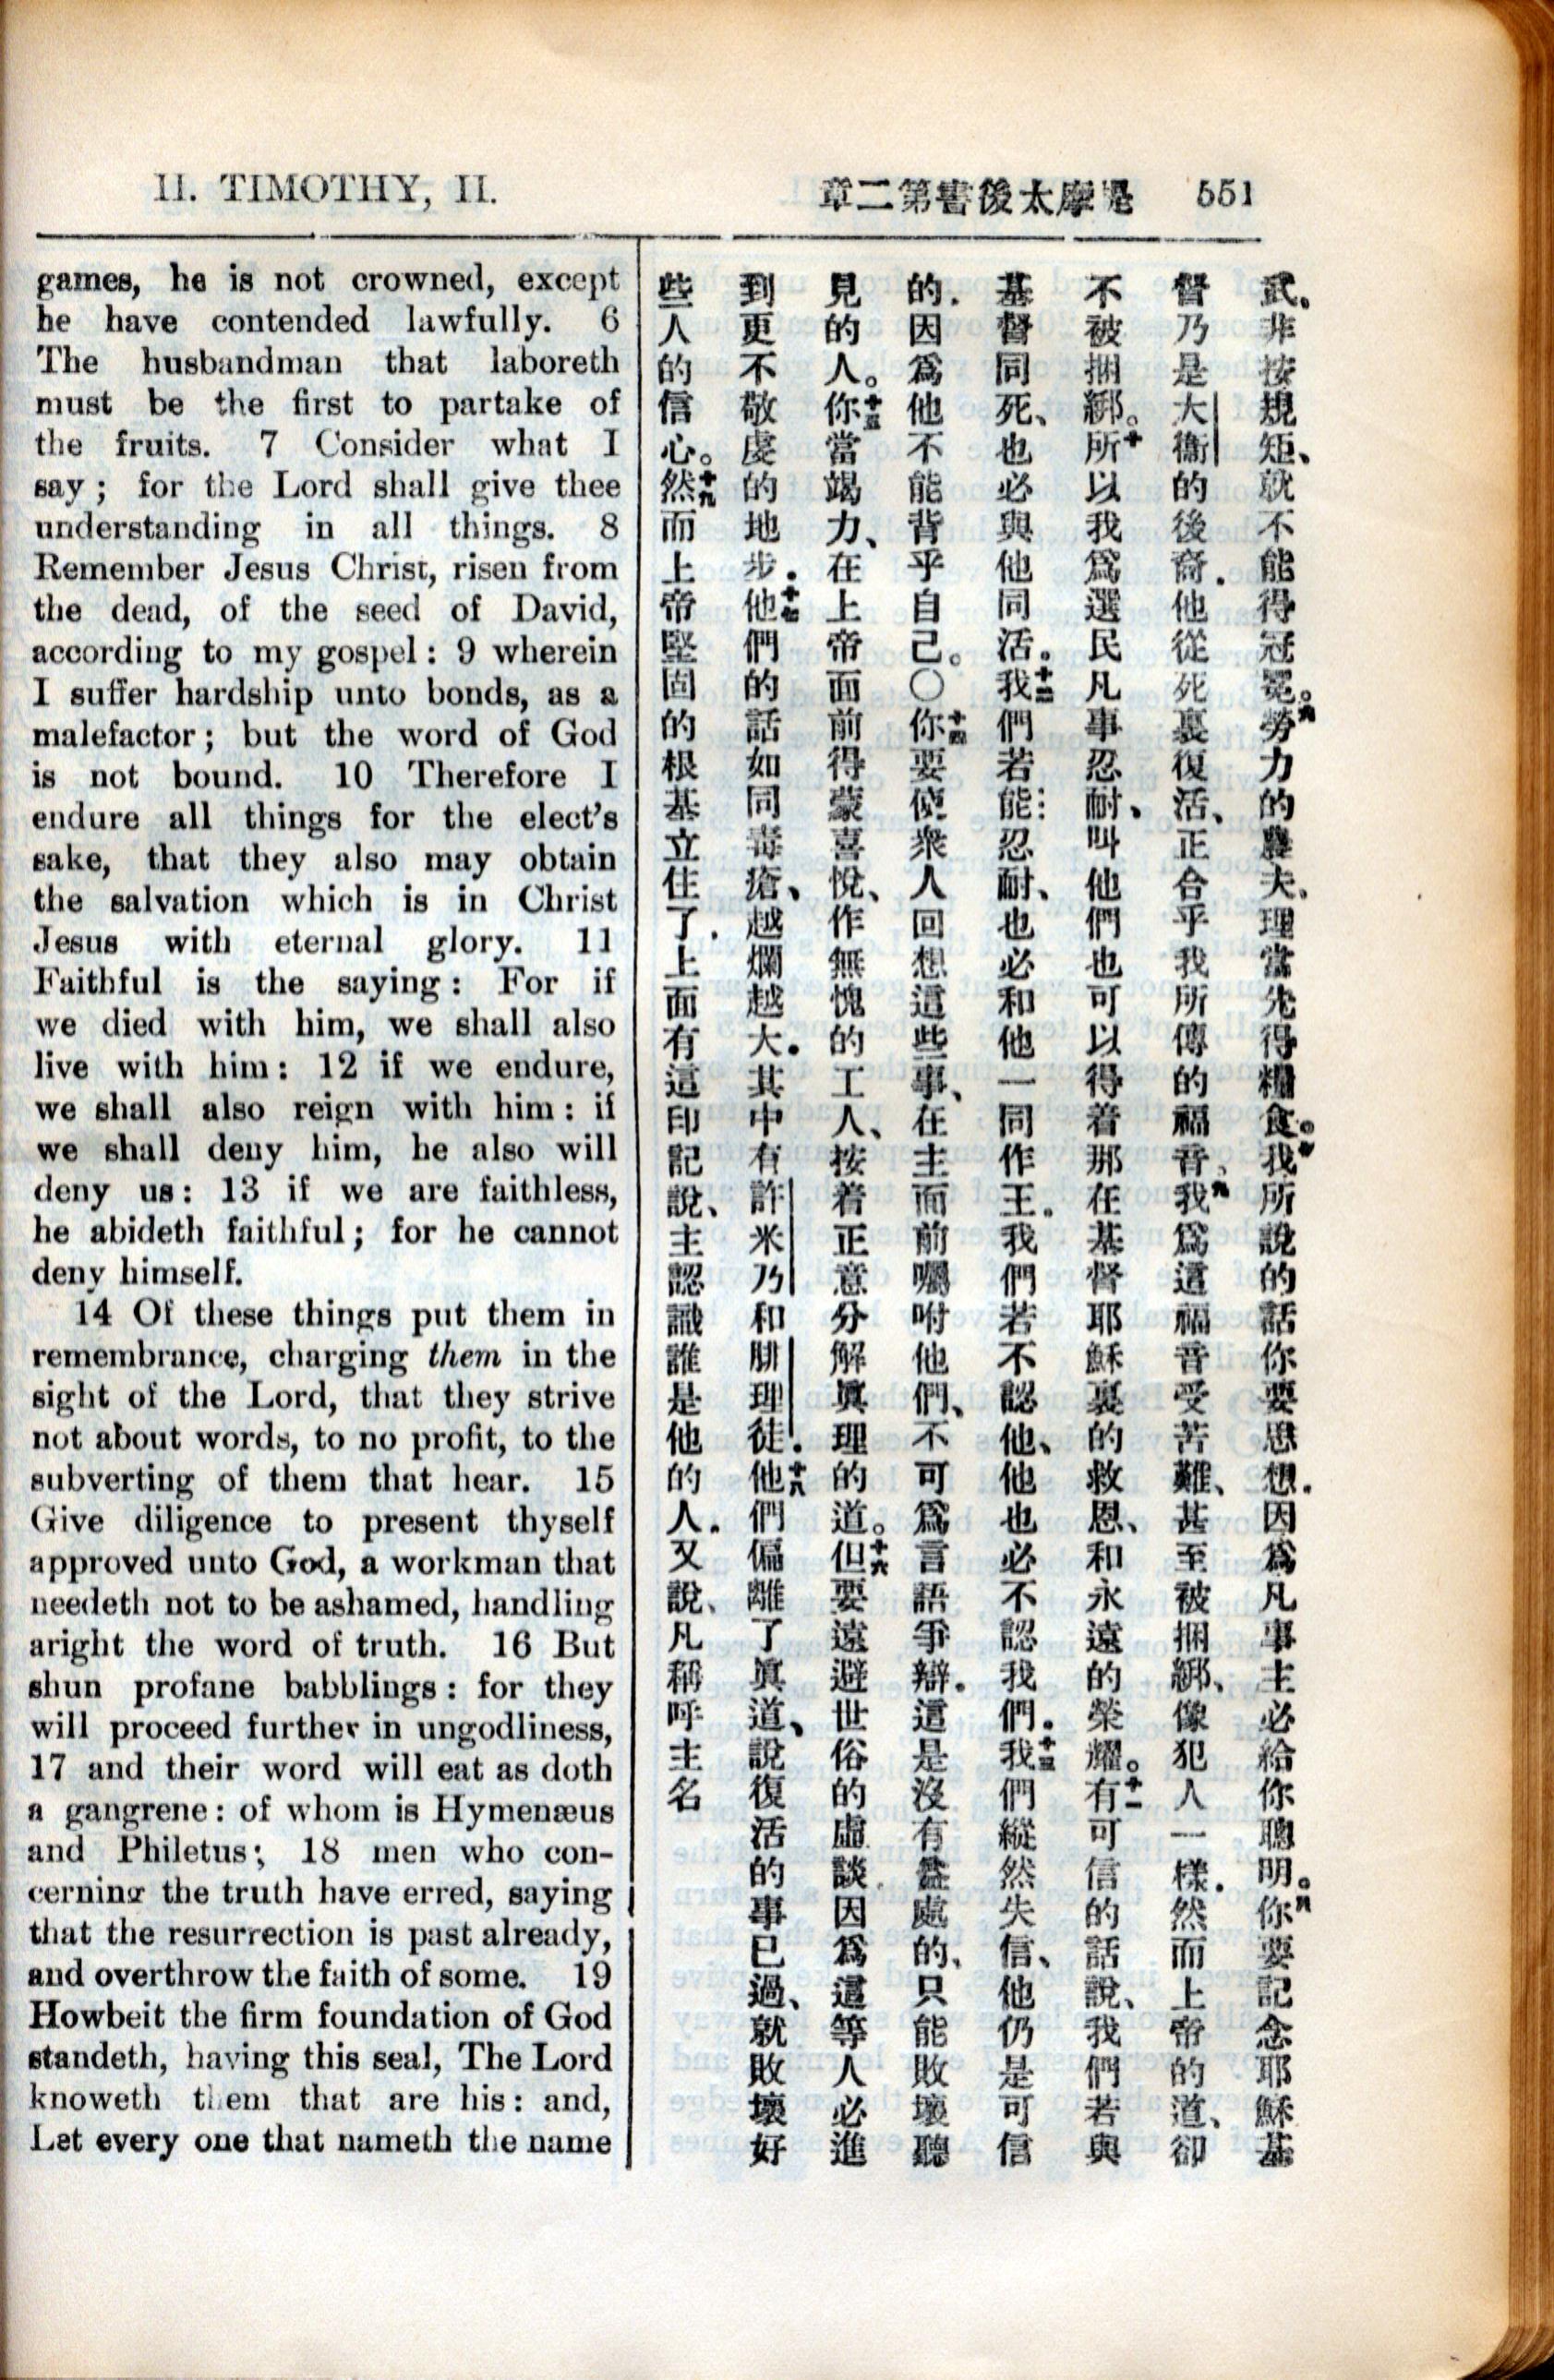 II. TIMOTHY, II.
提摩太後書第二章
551
games, he is not crowned, except
he have contended lawfully. 6
The husbandman that laboreth
must be the first to partake of
the fruits. 7 Consider what I
say ; for the Lord shall give thee
understanding in all things. 8
Remember Jesus Christ, risen from
the dead, of the seed of David,
according to my gospel : 9 wherein
I suffer hardship unto bonds, as a
malefactor ; but the word of God
is not bound. 10 Therefore I
endure all things for the elect's
sake, that they also may obtain
the salvation which is in Christ
Jesus with eternal glory. 11
Faithful is the saying : For if
we died with him, we shall also
live with him : 12 if we endure,
we shall also reign with him : if
we shall deny him, he also will
deny us : 13 if we are faithless,
he abideth faithful ; for he cannot
deny himself.
14 Of these things put them in
remembrance, charging them in the
sight of the Lord, that they strive
not about words, to no profit, to the
subverting of them that hear. 15
Give diligence to present thyself
approved unto God, a workman that
needeth not to be ashamed, handling
aright the word of truth. 16 But
shun profane babblings : for they
will proceed further in ungodliness,
17 and their word will eat as doth
a gangrene : of whom is Hymenæus
and Philetus ; 18 men who con-
cerning the truth have erred, saying
that the resurrection is past already,
and overthrow the faith of some. 19
Howbeit the firm foundation of God
standeth, having this seal, The Lord
knoweth them that are his : and,
Let every one that nameth the name
武。非按規矩、就不能得冠冕。六勞力的農夫.理當先得糧食。七我所說的話你要思想.因爲凡事主必給你聰明。八你要記念耶穌基
督乃是大衞的後裔.他從死裏復活、正合乎我所傳的福音.九我爲這福音受苦難、甚至被捆綁、像犯人一樣.然而上帝的道、卻
不被捆綁。十所以我爲選民凡事忍耐、叫他們也可以得着那在基督耶穌裏的救恩、和永遠的榮耀。十一有可信的話說、我們若與
基督同死、也必與他同活。十二我們若能忍耐、也必和他一同作王.我們若不認他、他也必不認我們。十三我們縱然失信、他仍是可信
的.因爲他不能背乎自己。〇十四你要使衆人回想這些事、在主面前囑咐他們、不可爲言語爭辯.這是沒有益處的、只能敗壞聽
見的人。十五你當竭力、在上帝面前得蒙喜悅、作無愧的工人、按着正意分解眞理的道。十六但要遠避世俗的虛談.因爲這等人必進
到更不敬虔的地步.十七他們的話如同毒瘡、越爛越大.其中有許米乃和腓理徒.十八他們偏離了眞道、說復活的事已過、就敗壞好
些人的信心。十九然而上帝堅固的根基立住了.上面有這印記說、主認識誰是他的人.又說、凡稱呼主名